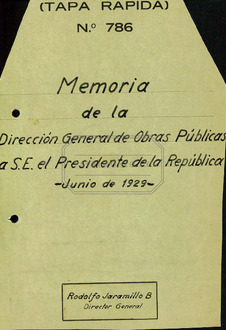 (TAPA RAPIDA)
N.º 786
Memoria
de la
Dirección General de Obras Públicas
a S.E. el Presidente de la República
-Junio de 1929-
Rodolfo Jaramillo B
Director General